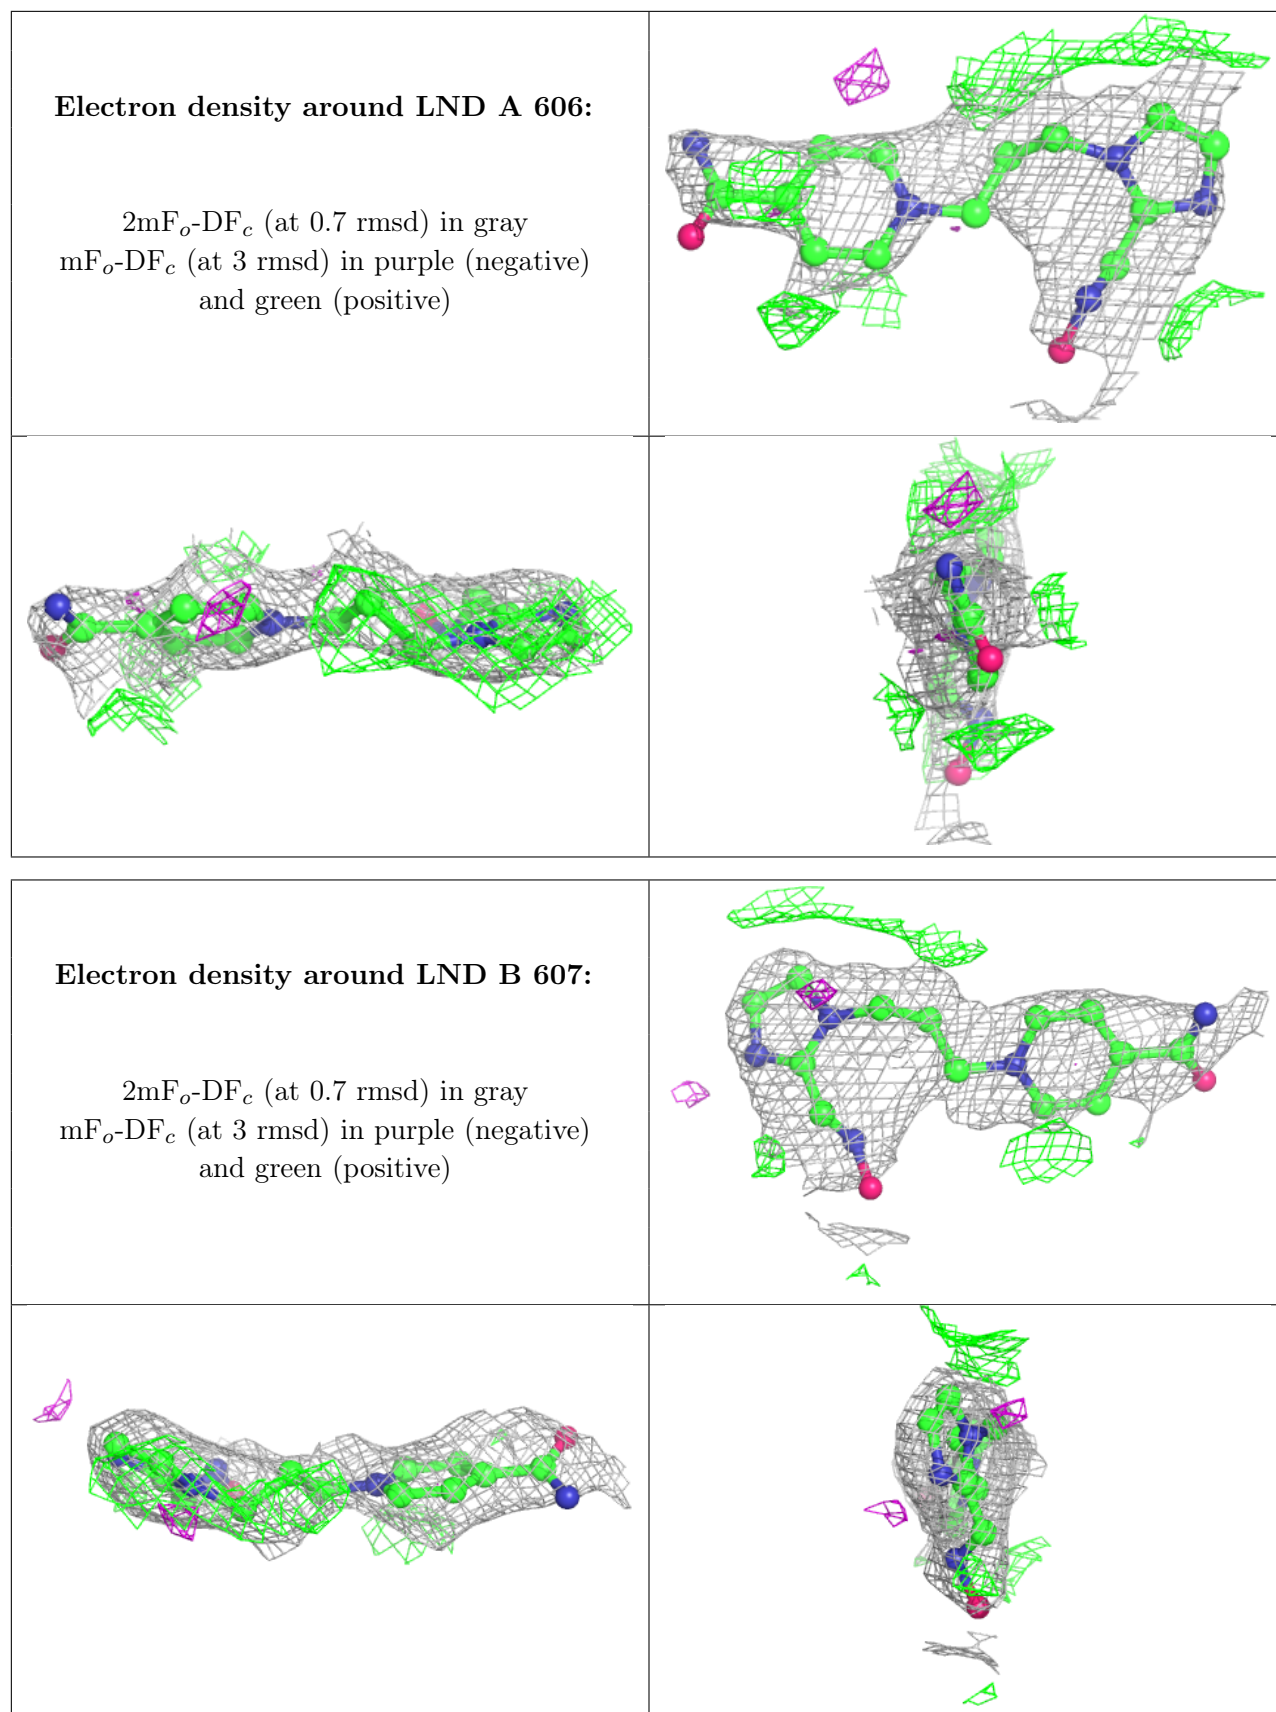 Electron density around LND A 606:
2mFₒ-DF𝒸 (at 0.7 rmsd) in gray
mFₒ-DF𝒸 (at 3 rmsd) in purple (negative)
and green (positive)
Electron density around LND B 607:
2mFₒ-DF𝒸 (at 0.7 rmsd) in gray
mFₒ-DF𝒸 (at 3 rmsd) in purple (negative)
and green (positive)